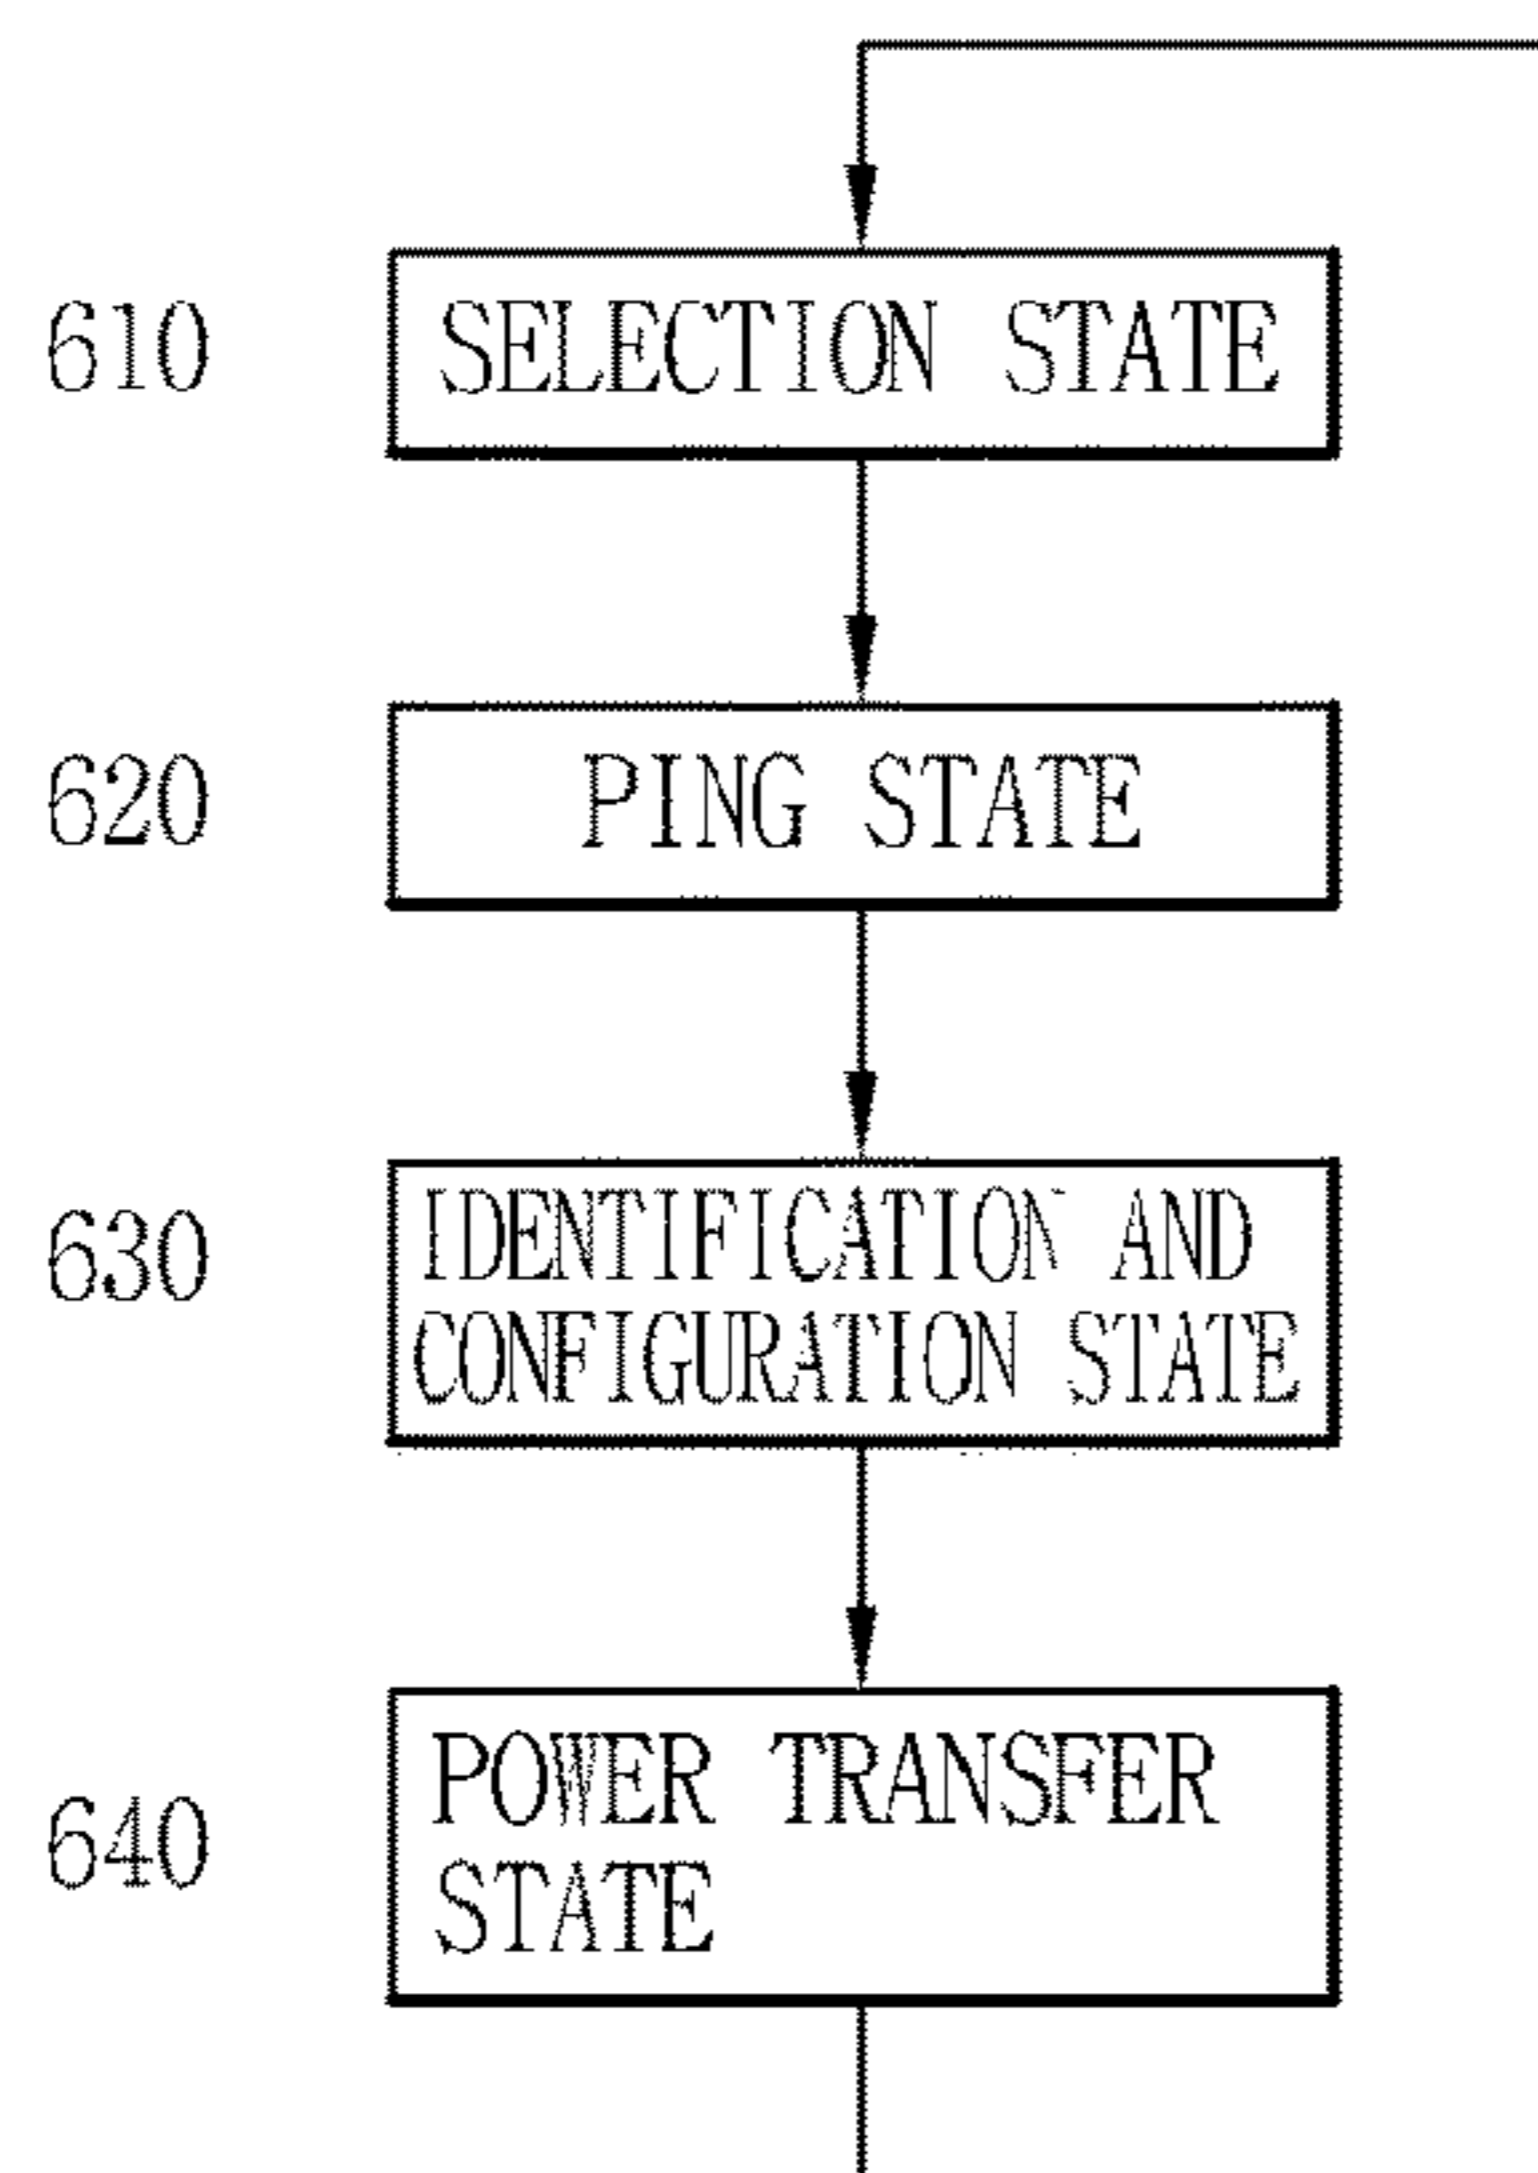 610
SELECTION STATE
620
PING STATE
630
IDENTIFICATION AND
CONFIGURATION STATE
640
POWER TRANSFER
STATE